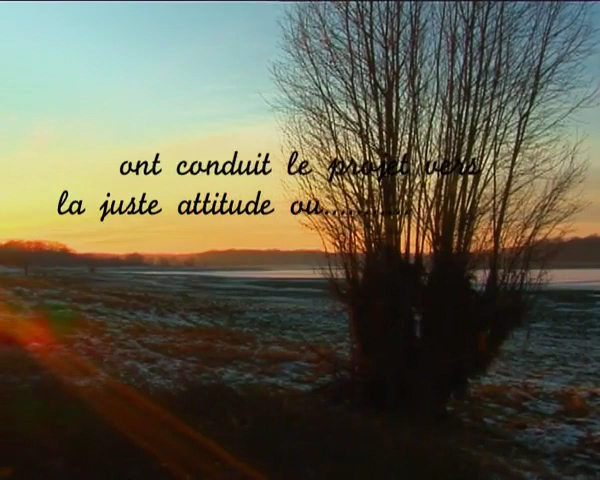 ont conduit le projet vers
la juste attitude ou............